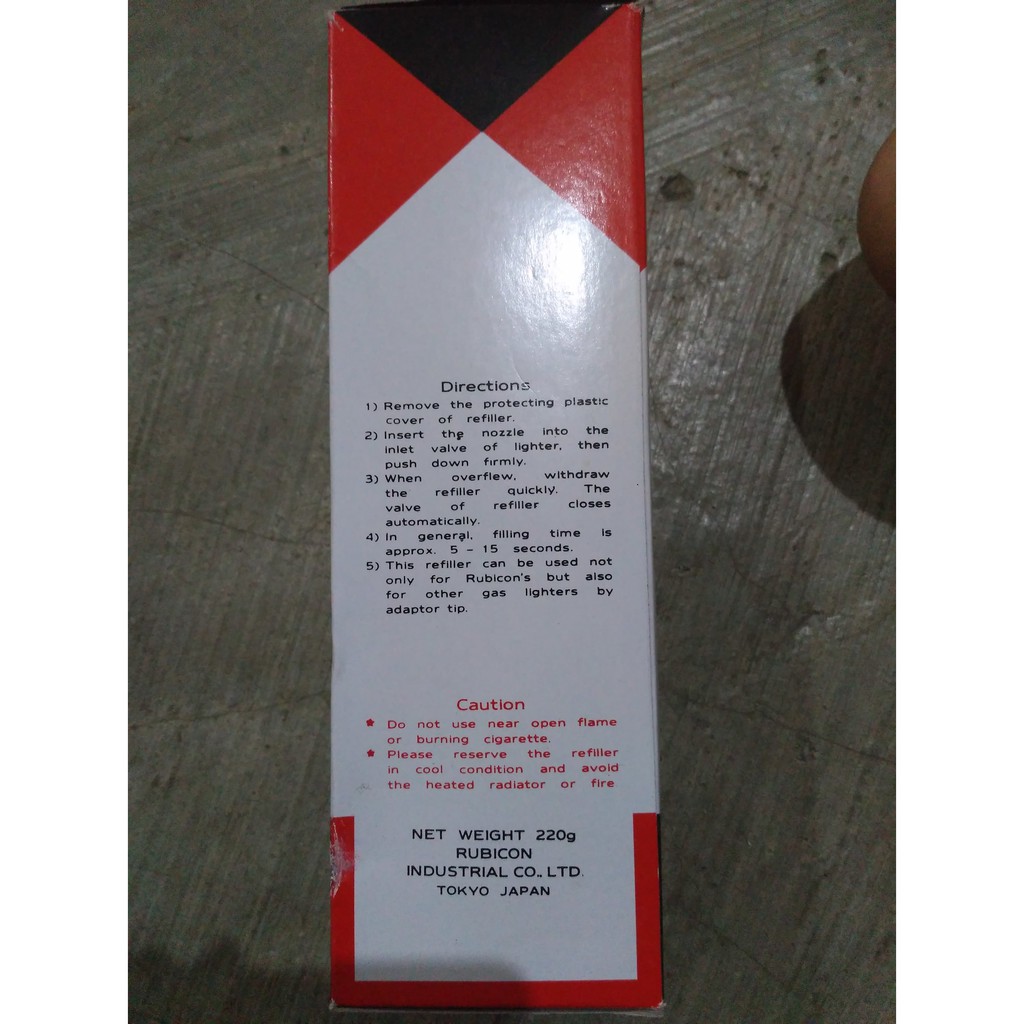 Directions
1) Remove the protecting plastic
cover of refiller.
2) Insert the nozzle into the
inlet valve of lighter, then
push down firmly.
3) When overflew, withdraw
the refiller quickly. The
valve of refiller closes
automatically.
4) In general, filling time is
approx. 5 – 15 seconds.
5) This refiller can be used not
only for Rubicon's but also
for other gas lighters by
adaptor tip.
Caution
* Do not use near open flame
or burning cigarette.
* Please reserve the refiller
in cool condition and avoid
the heated radiator or fire
NET WEIGHT 220g
RUBICON
INDUSTRIAL CO., LTD.
TOKYO JAPAN